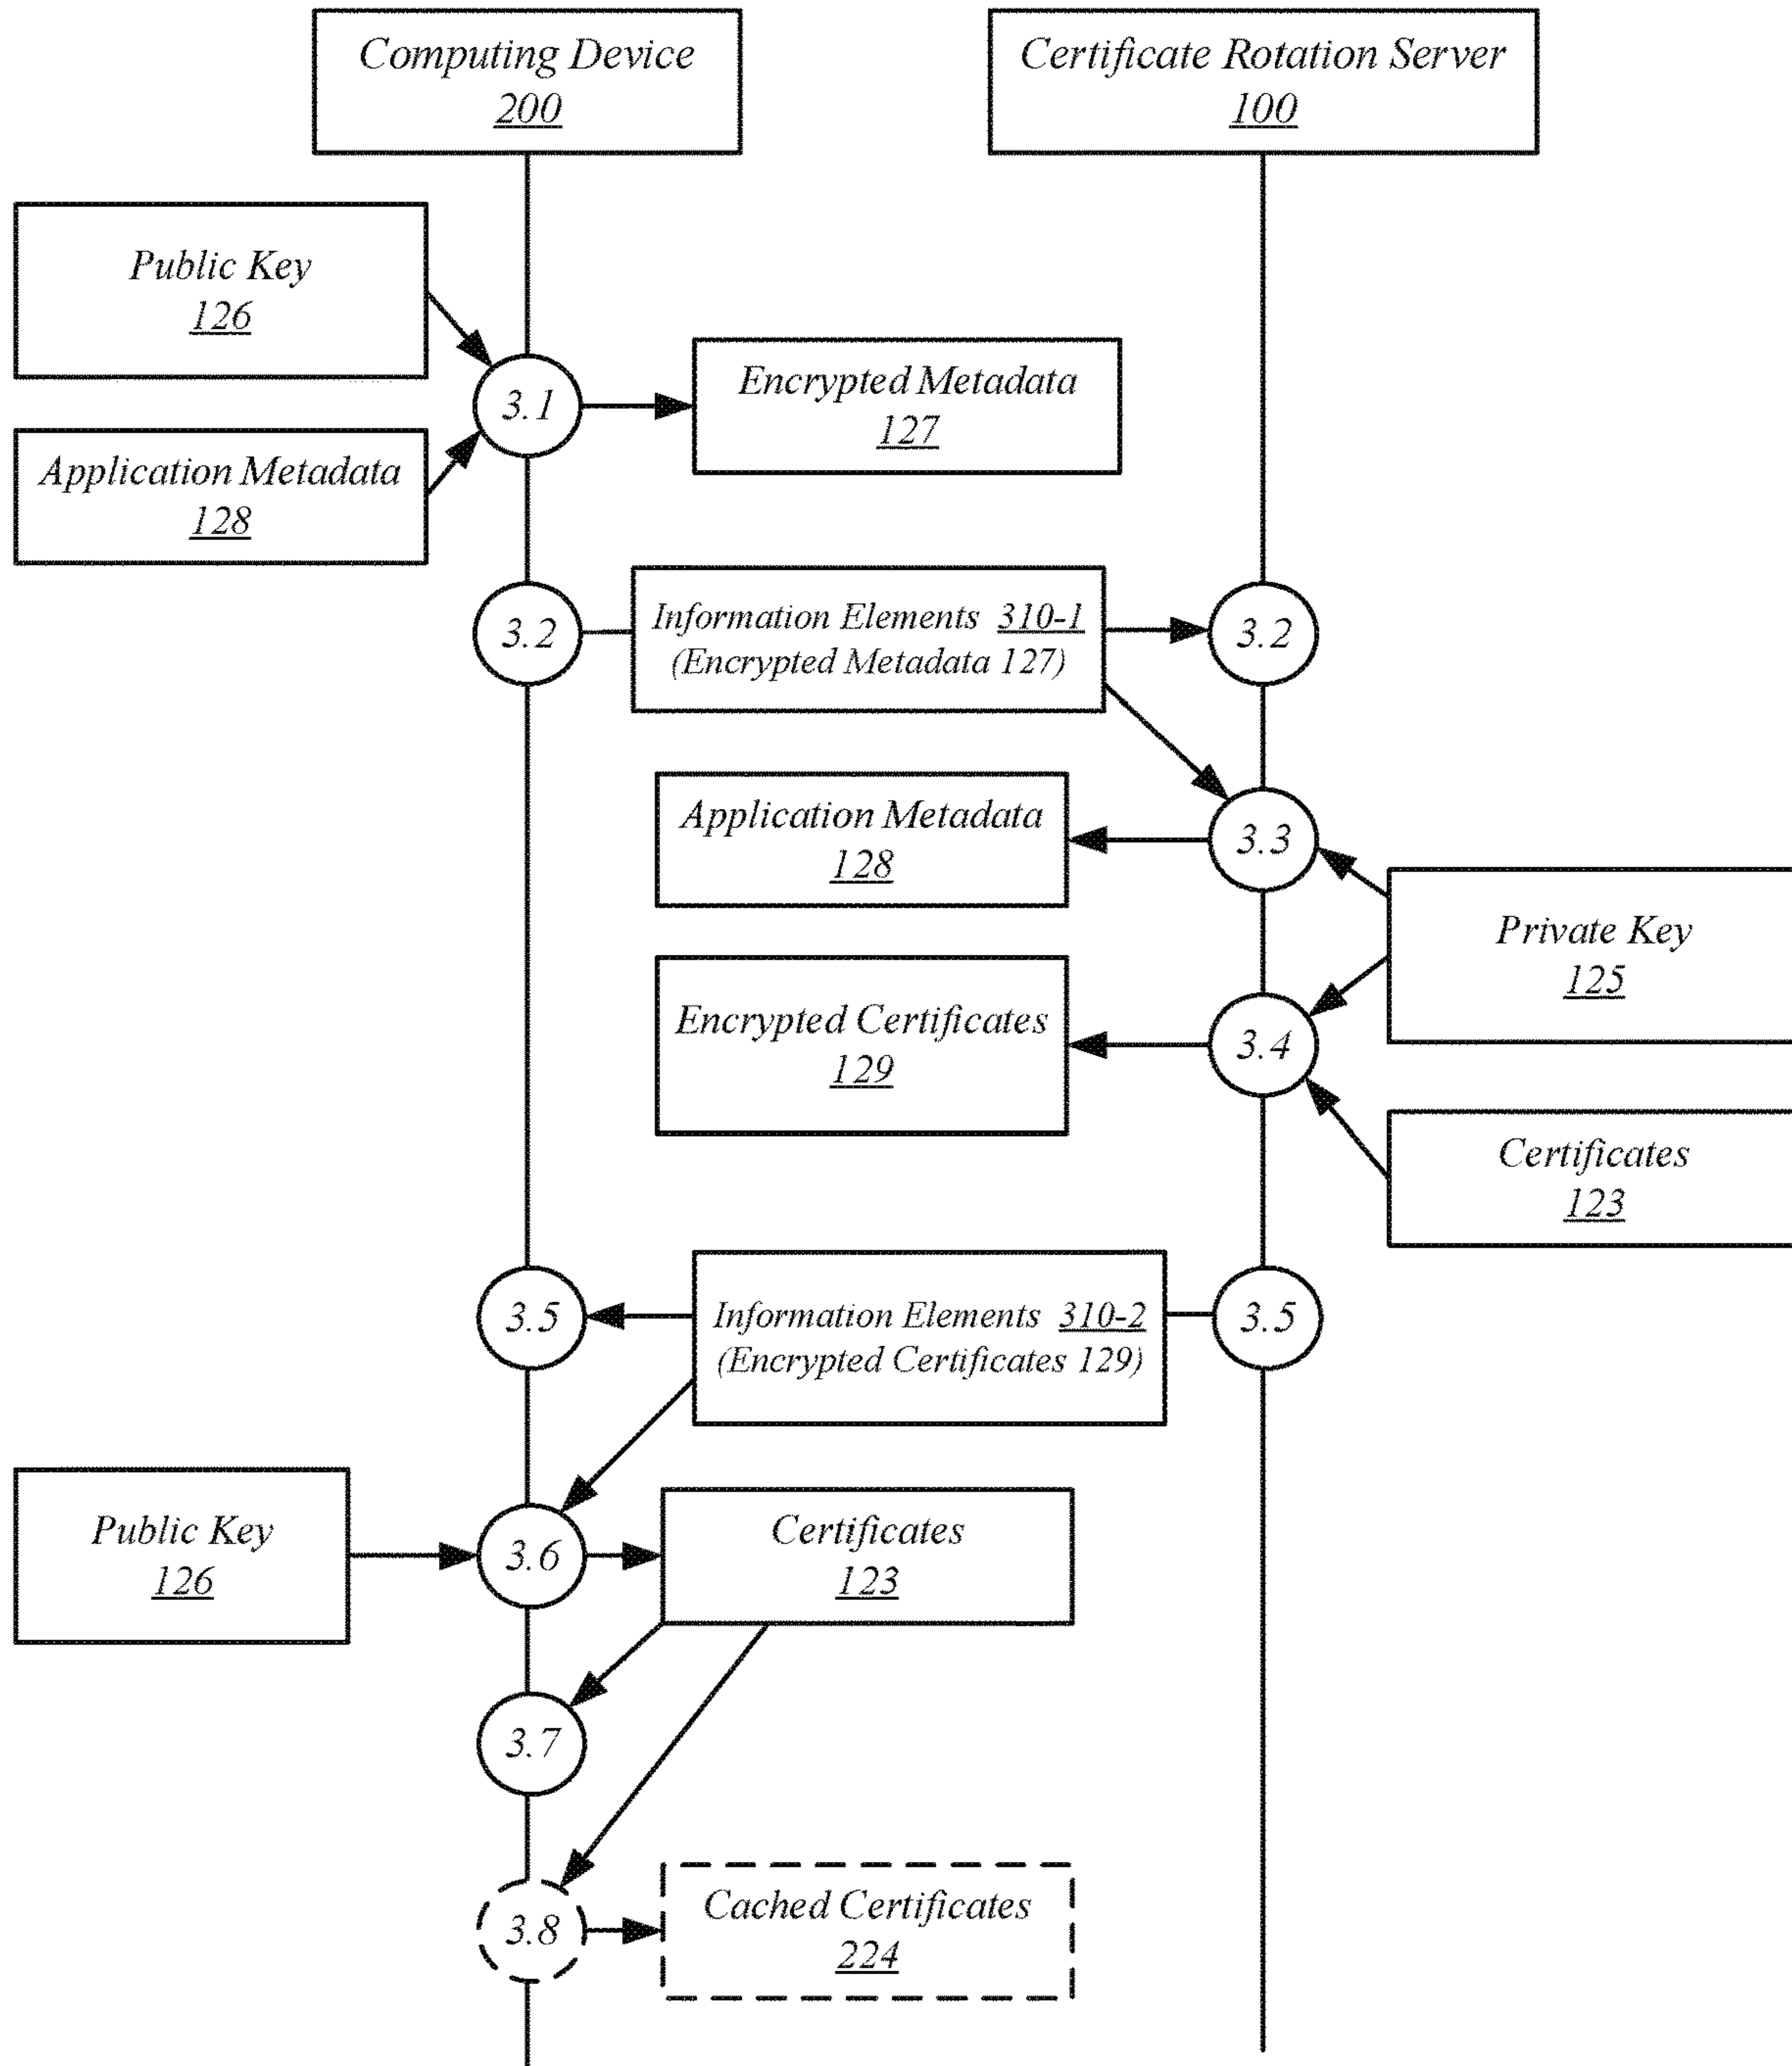 Computing Device
200
Certificate Rotation Server
100
Public Key
126
3.1
Encrypted Metadata
127
Application Metadata
128
3.2
Information Elements 310-1
(Encrypted Metadata 127)
3.2
Application Metadata
128
3.3
Private Key
125
Encrypted Certificates
129
3.4
Certificates
123
3.5
Information Elements 310-2
(Encrypted Certificates 129)
3.5
Public Key
126
3.6
Certificates
123
3.7
3.8
Cached Certificates
224